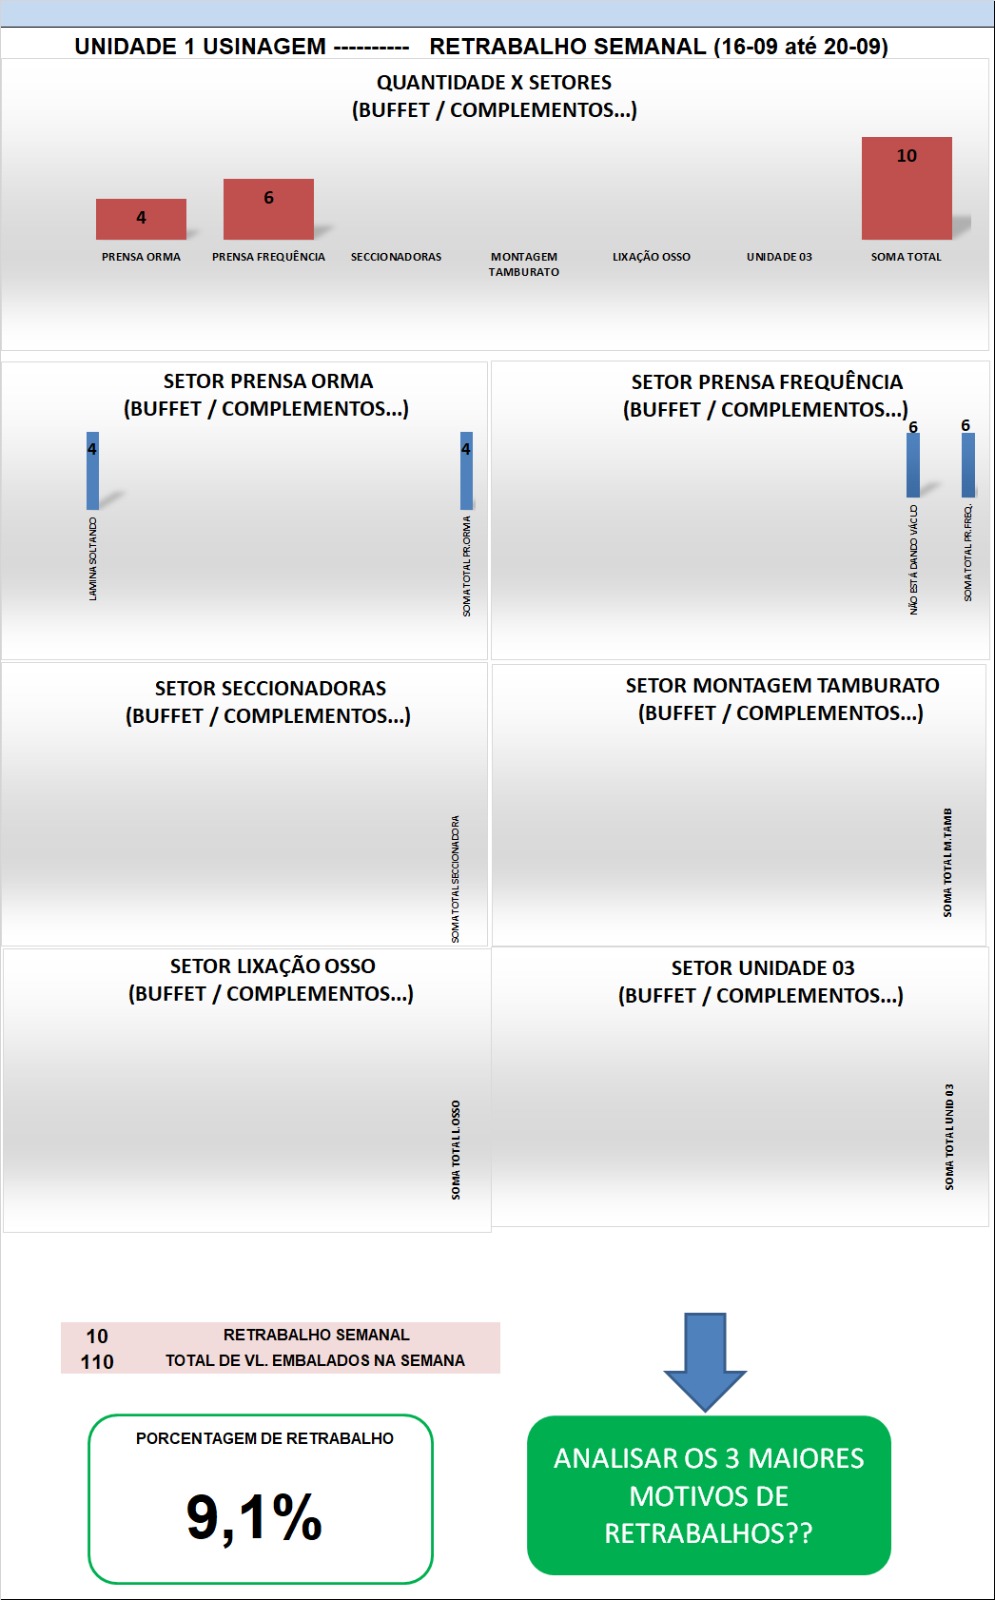 UNIDADE 1 USINAGEM ---------- RETRABALHO SEMANAL (16-09 até 20-09)
QUANTIDADE X SETORES
(BUFFET / COMPLEMENTOS...)
4
6
10
PRENSA ORMA
PRENSA FREQUÊNCIA
SECCIONADORAS
MONTAGEM
TAMBURATO
LIXAÇÃO OSSO
UNIDADE 03
SOMA TOTAL
SETOR PRENSA ORMA
(BUFFET / COMPLEMENTOS...)
4
4
LAMINA SOLTANDO
SOMA TOTAL PR.ORMA
SETOR PRENSA FREQUÊNCIA
(BUFFET / COMPLEMENTOS...)
6
6
NÃO ESTÁ DANDO VÁCUO
SOMA TOTAL PR.FREQ.
SETOR SECCIONADORAS
(BUFFET / COMPLEMENTOS...)
SOMA TOTAL SECCIONADORA
SETOR MONTAGEM TAMBURATO
(BUFFET / COMPLEMENTOS...)
SOMA TOTAL M.TAMB
SETOR LIXAÇÃO OSSO
(BUFFET / COMPLEMENTOS...)
SOMA TOTAL L.OSSO
SETOR UNIDADE 03
(BUFFET / COMPLEMENTOS...)
SOMA TOTAL UNID 03
10 RETRABALHO SEMANAL
110 TOTAL DE VL. EMBALADOS NA SEMANA
PORCENTAGEM DE RETRABALHO
9,1%
ANALISAR OS 3 MAIORES
MOTIVOS DE
RETRABALHOS??